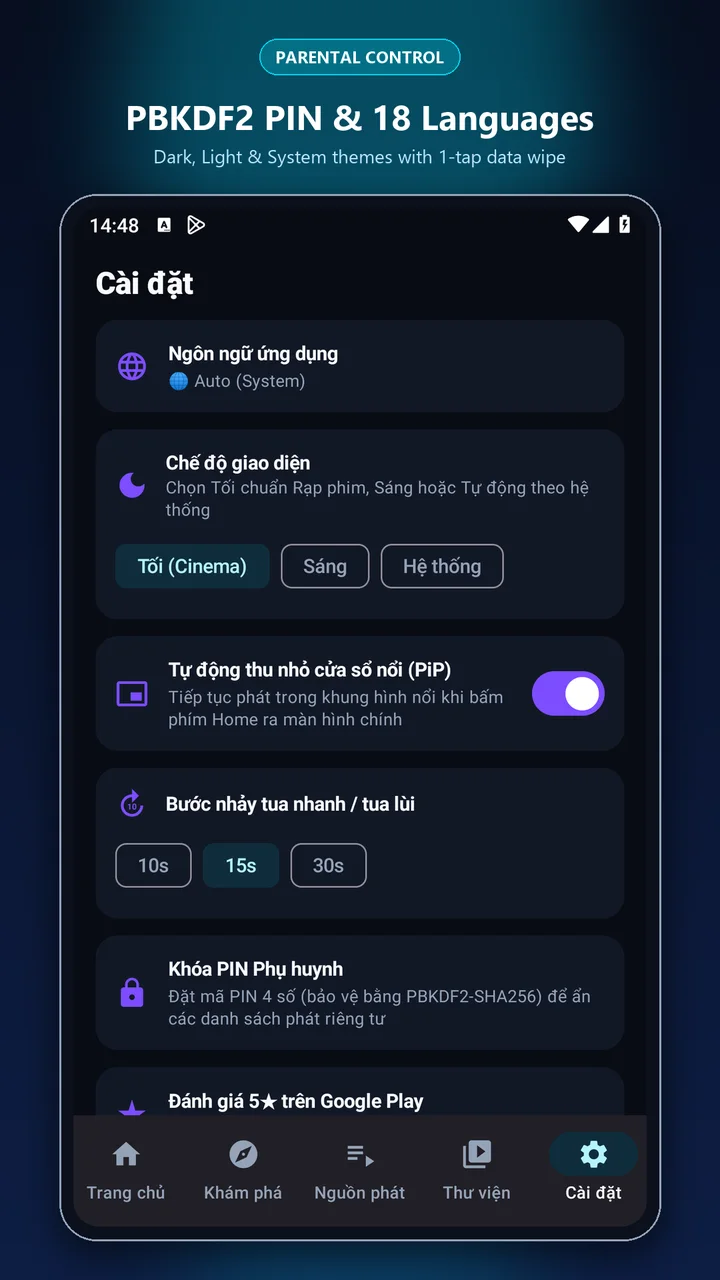 PARENTAL CONTROL
PBKDF2 PIN & 18 Languages
Dark, Light & System themes with 1-tap data wipe
14:48
A
Cài đặt
Ngôn ngữ ứng dụng
Auto (System)
Chế độ giao diện
Chọn Tối chuẩn Rạp phim, Sáng hoặc Tự động theo hệ
thống
Tối (Cinema)
Sáng
Hệ thống
Tự động thu nhỏ cửa sổ nổi (PiP)
Tiếp tục phát trong khung hình nổi khi bấm
phím Home ra màn hình chính
10
Bước nhảy tua nhanh / tua lùi
10s
15s
30s
Khóa PIN Phụ huynh
Đặt mã PIN 4 số (bảo vệ bằng PBKDF2-SHA256) để ẩn
các danh sách phát riêng tư
Đánh giá 5★ trên Google Play
Trang chủ
Khám phá
Nguồn phát
Thư viện
Cài đặt